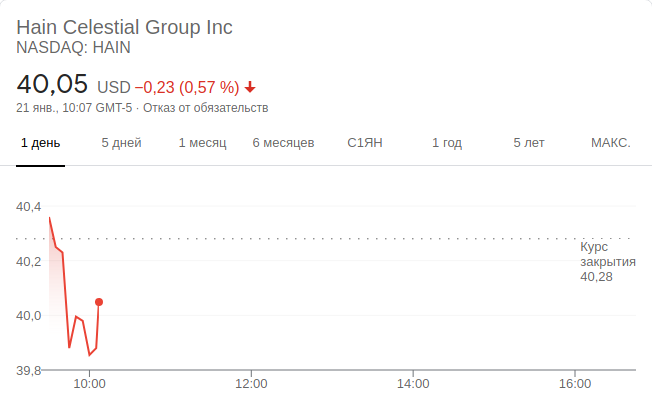 Hain Celestial Group Inc
NASDAQ: HAIN
40,05 USD −0,23 (0,57 %)
21 янв., 10:07 GMT-5 · Отказ от обязательств
1 день 5 дней 1 месяц 6 месяцев С1ЯН 1 год 5 лет МАКС.
40,4
Курс
закрытия
40,28
40,2
40,0
39,8
10:00 12:00 14:00 16:00